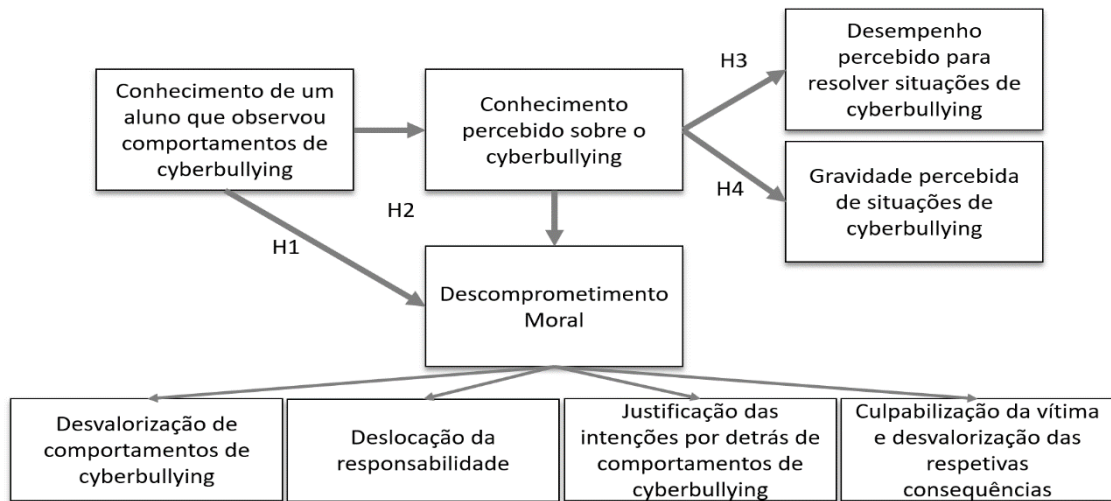 Conhecimento de um
aluno que observou
comportamentos de
cyberbullying
Conhecimento
percebido sobre o
cyberbullying
H3
Desempenho
percebido para
resolver situações de
cyberbullying
H4
Gravidade percebida
de situações de
cyberbullying
H1
H2
Descomprometimento
Moral
Desvalorização de
comportamentos de
cyberbullying
Deslocação da
responsabilidade
Justificação das
intenções por detrás de
comportamentos de
cyberbullying
Culpabilização da vítima
e desvalorização das
respetivas
consequências